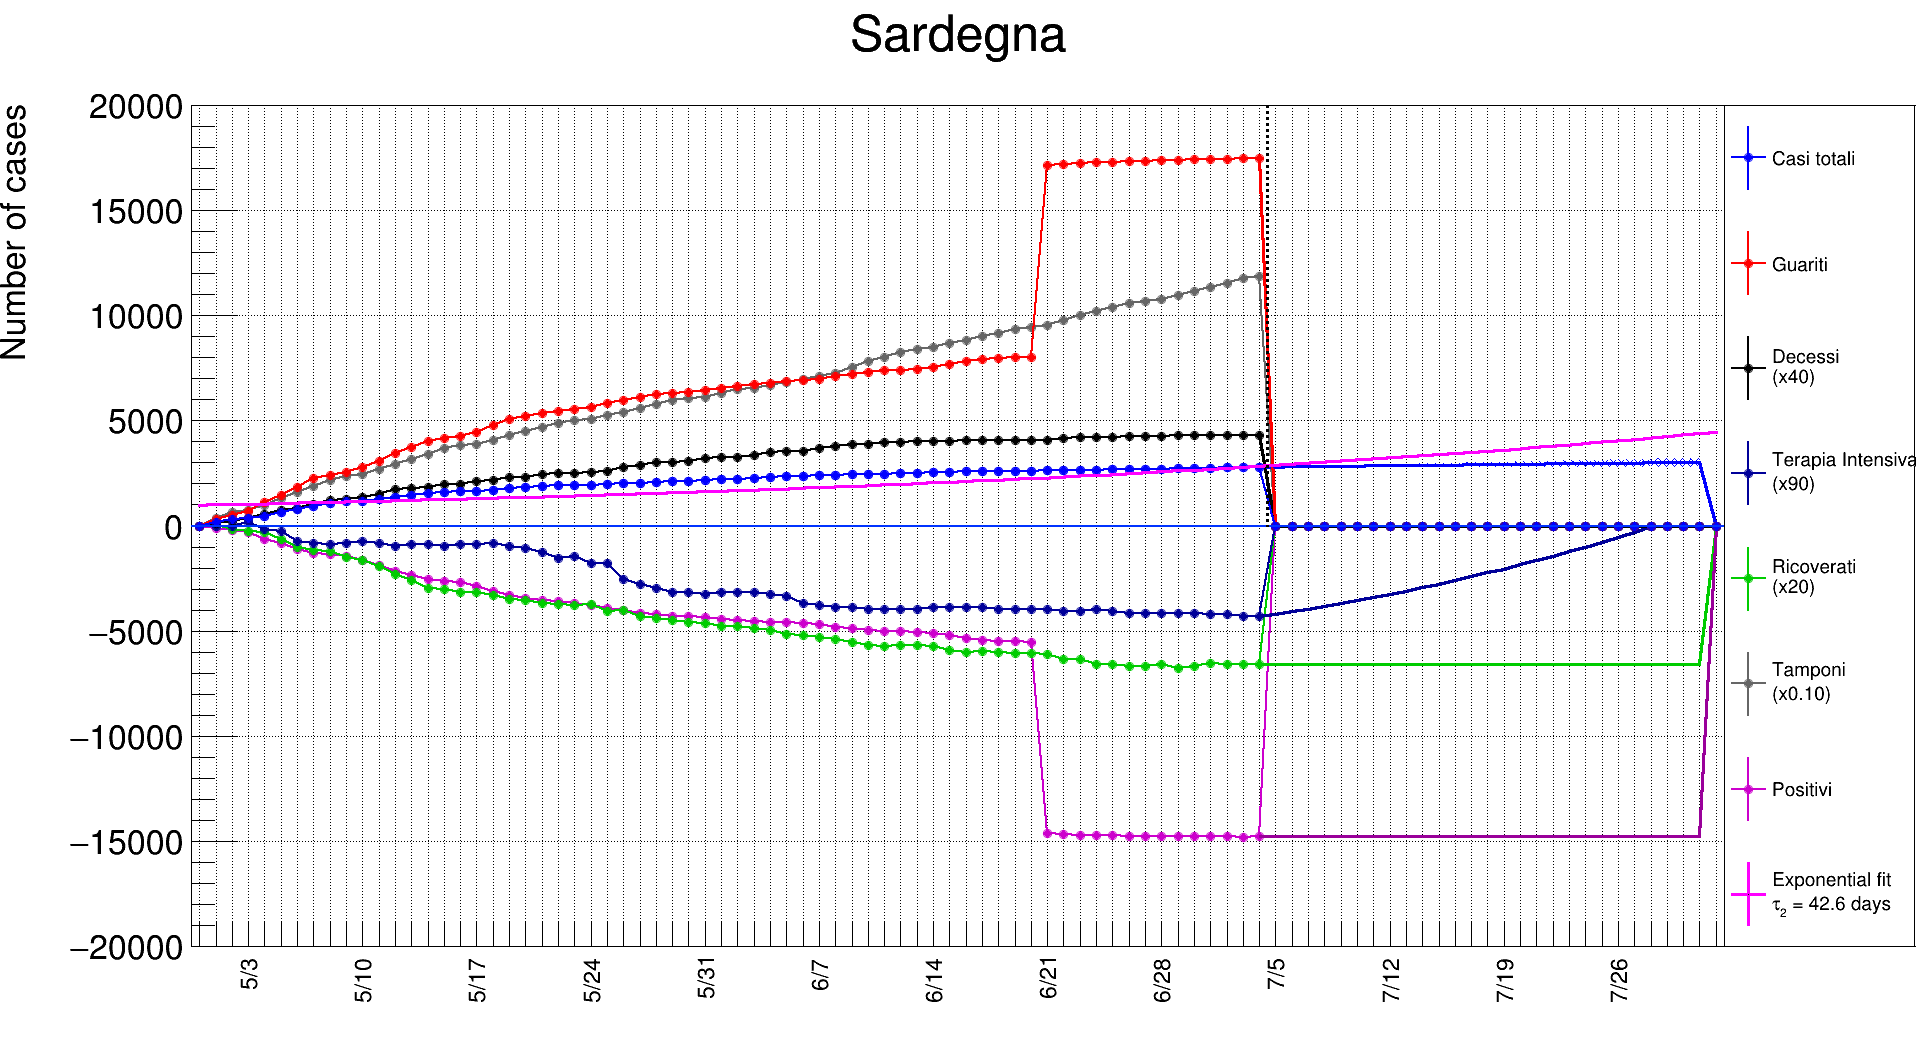 Sardegna
Number of cases
20000
15000
10000
5000
0
−5000
−10000
−15000
−20000
5/3
5/10
5/17
5/24
5/31
6/7
6/14
6/21
6/28
7/5
7/12
7/19
7/26
Casi totali
Guariti
Decessi
(x40)
Terapia Intensiva
(x90)
Ricoverati
(x20)
Tamponi
(x0.10)
Positivi
Exponential fit
τ2 = 42.6 days